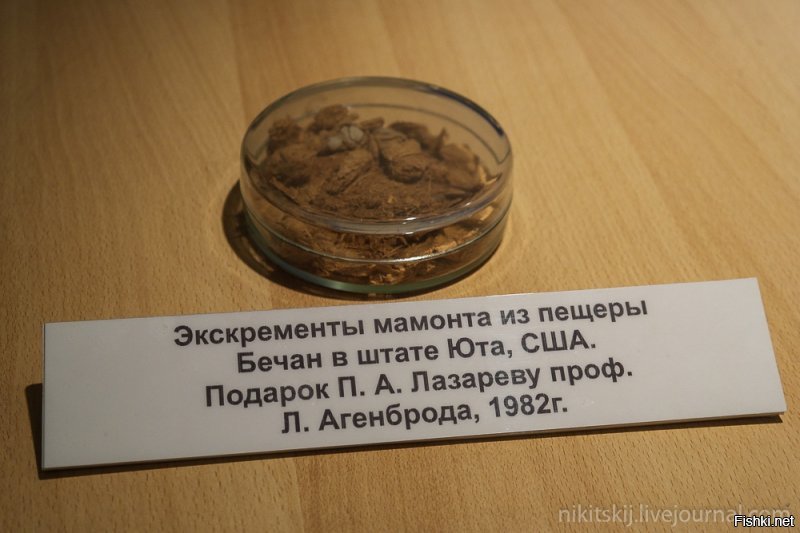 Экскременты мамонта из пещеры
Бечан в штате Юта, США.
Подарок П. А. Лазареву проф.
Л. Агенброда, 1982г.
nikitskij.livejournal.com
Fishki.net